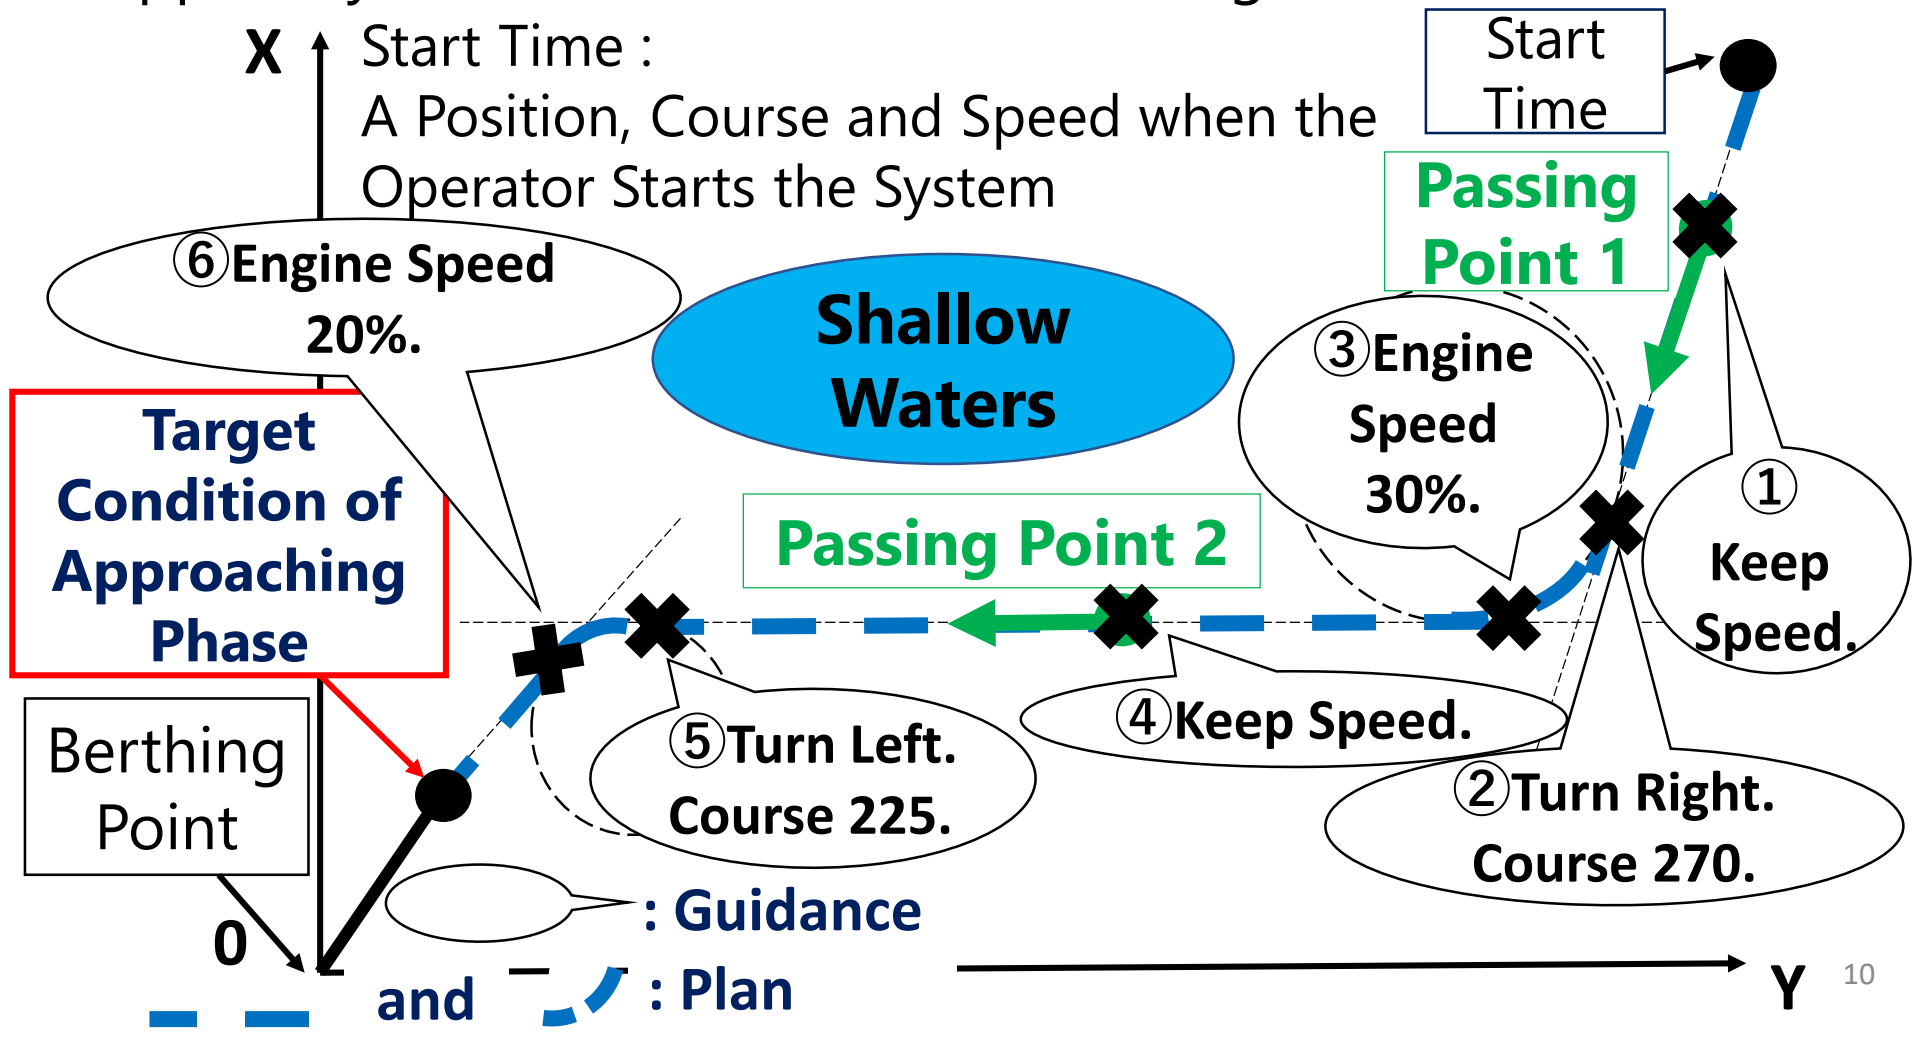 X
Start Time :
A Position, Course and Speed when the
Operator Starts the System
Start
Time
Passing
Point 1
⑥Engine Speed
20%.
Shallow
Waters
③Engine
Speed
30%.
①
Keep
Speed.
Target
Condition of
Approaching
Phase
Passing Point 2
④Keep Speed.
⑤Turn Left.
Course 225.
②Turn Right.
Course 270.
Berthing
Point
: Guidance
0
and
: Plan
Y
10